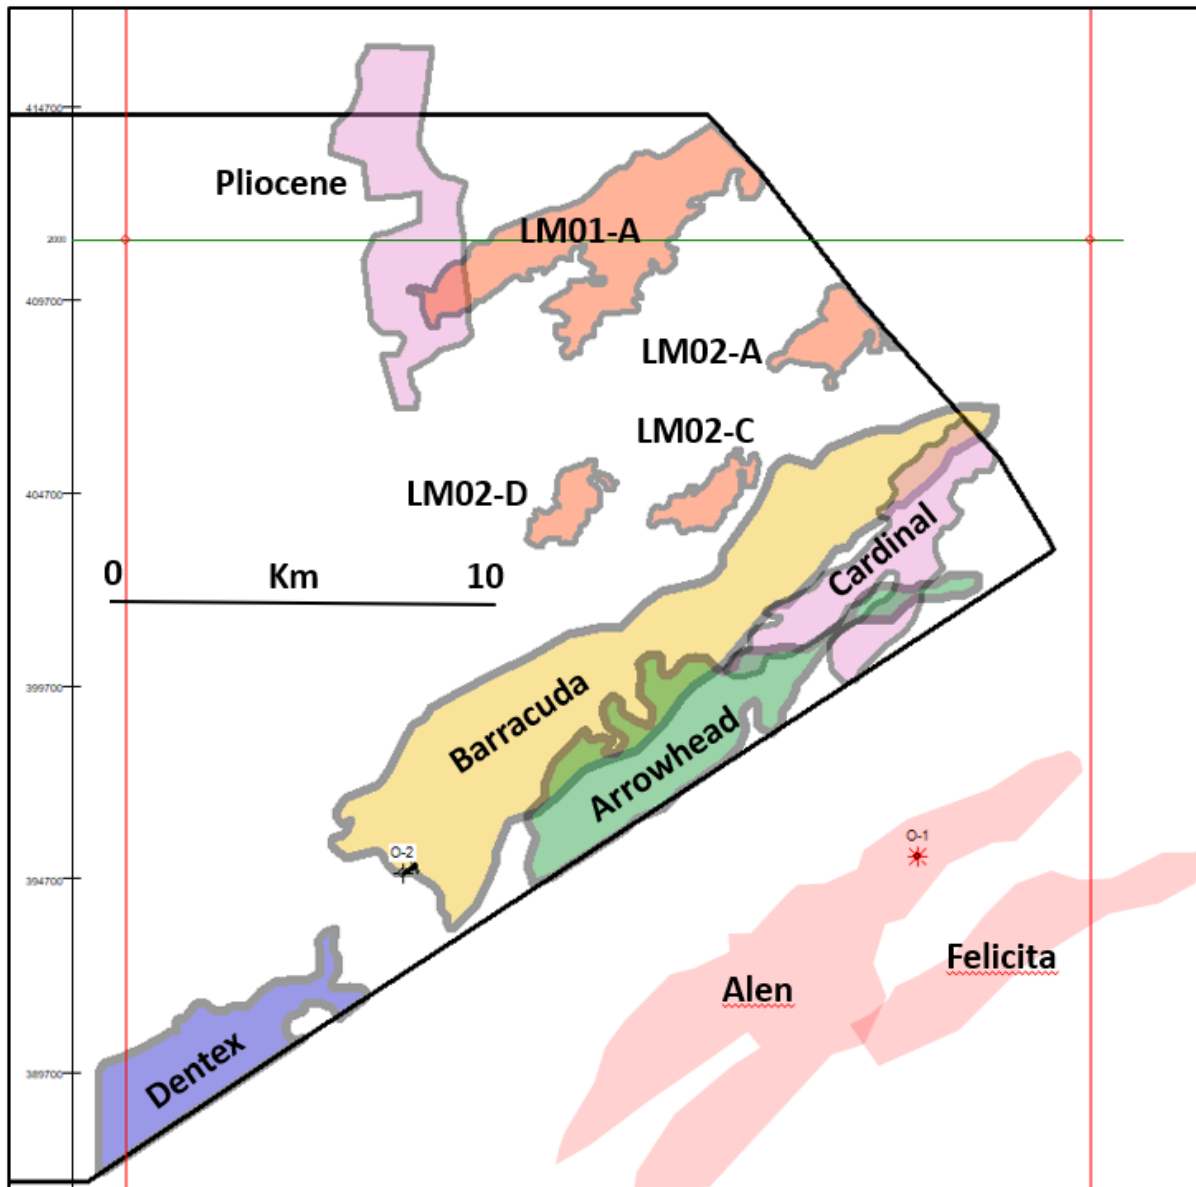 414700
Pliocene
LM01-A
2000
409700
LM02-A
LM02-C
LM02-D
404700
Cardinal
0 Km 10
399700
Barracuda
Arrowhead
O-1
O-2
394700
Felicita
Alen
Dentex
389700